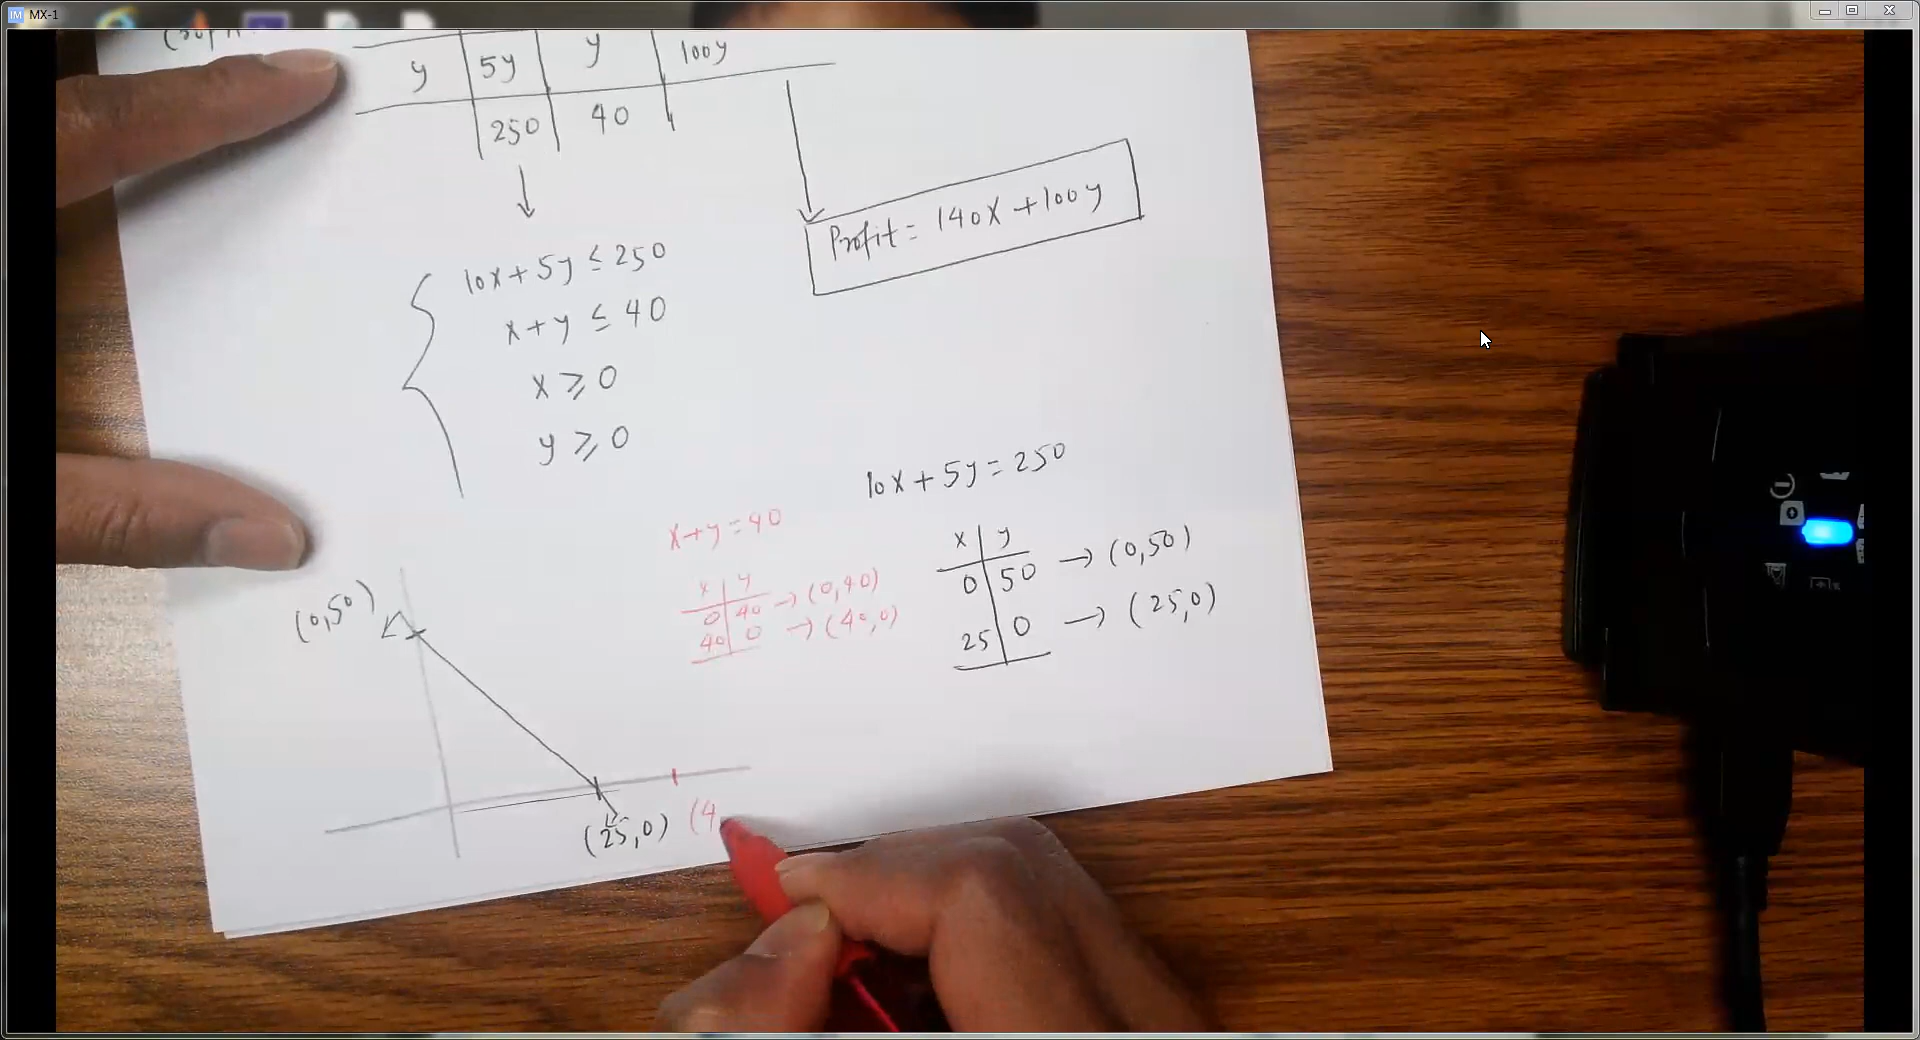 MX-1
y 5y y 100y
250 40
Profit = 140x + 100y
10x + 5y ≤ 250
x + y ≤ 40
x ≥ 0
y ≥ 0
10x + 5y = 250
x y
0 50 → (0,50)
25 0 → (25,0)
x + y = 40
x y
0 40 → (0,40)
40 0 → (40,0)
(0,50)
(25,0) (4